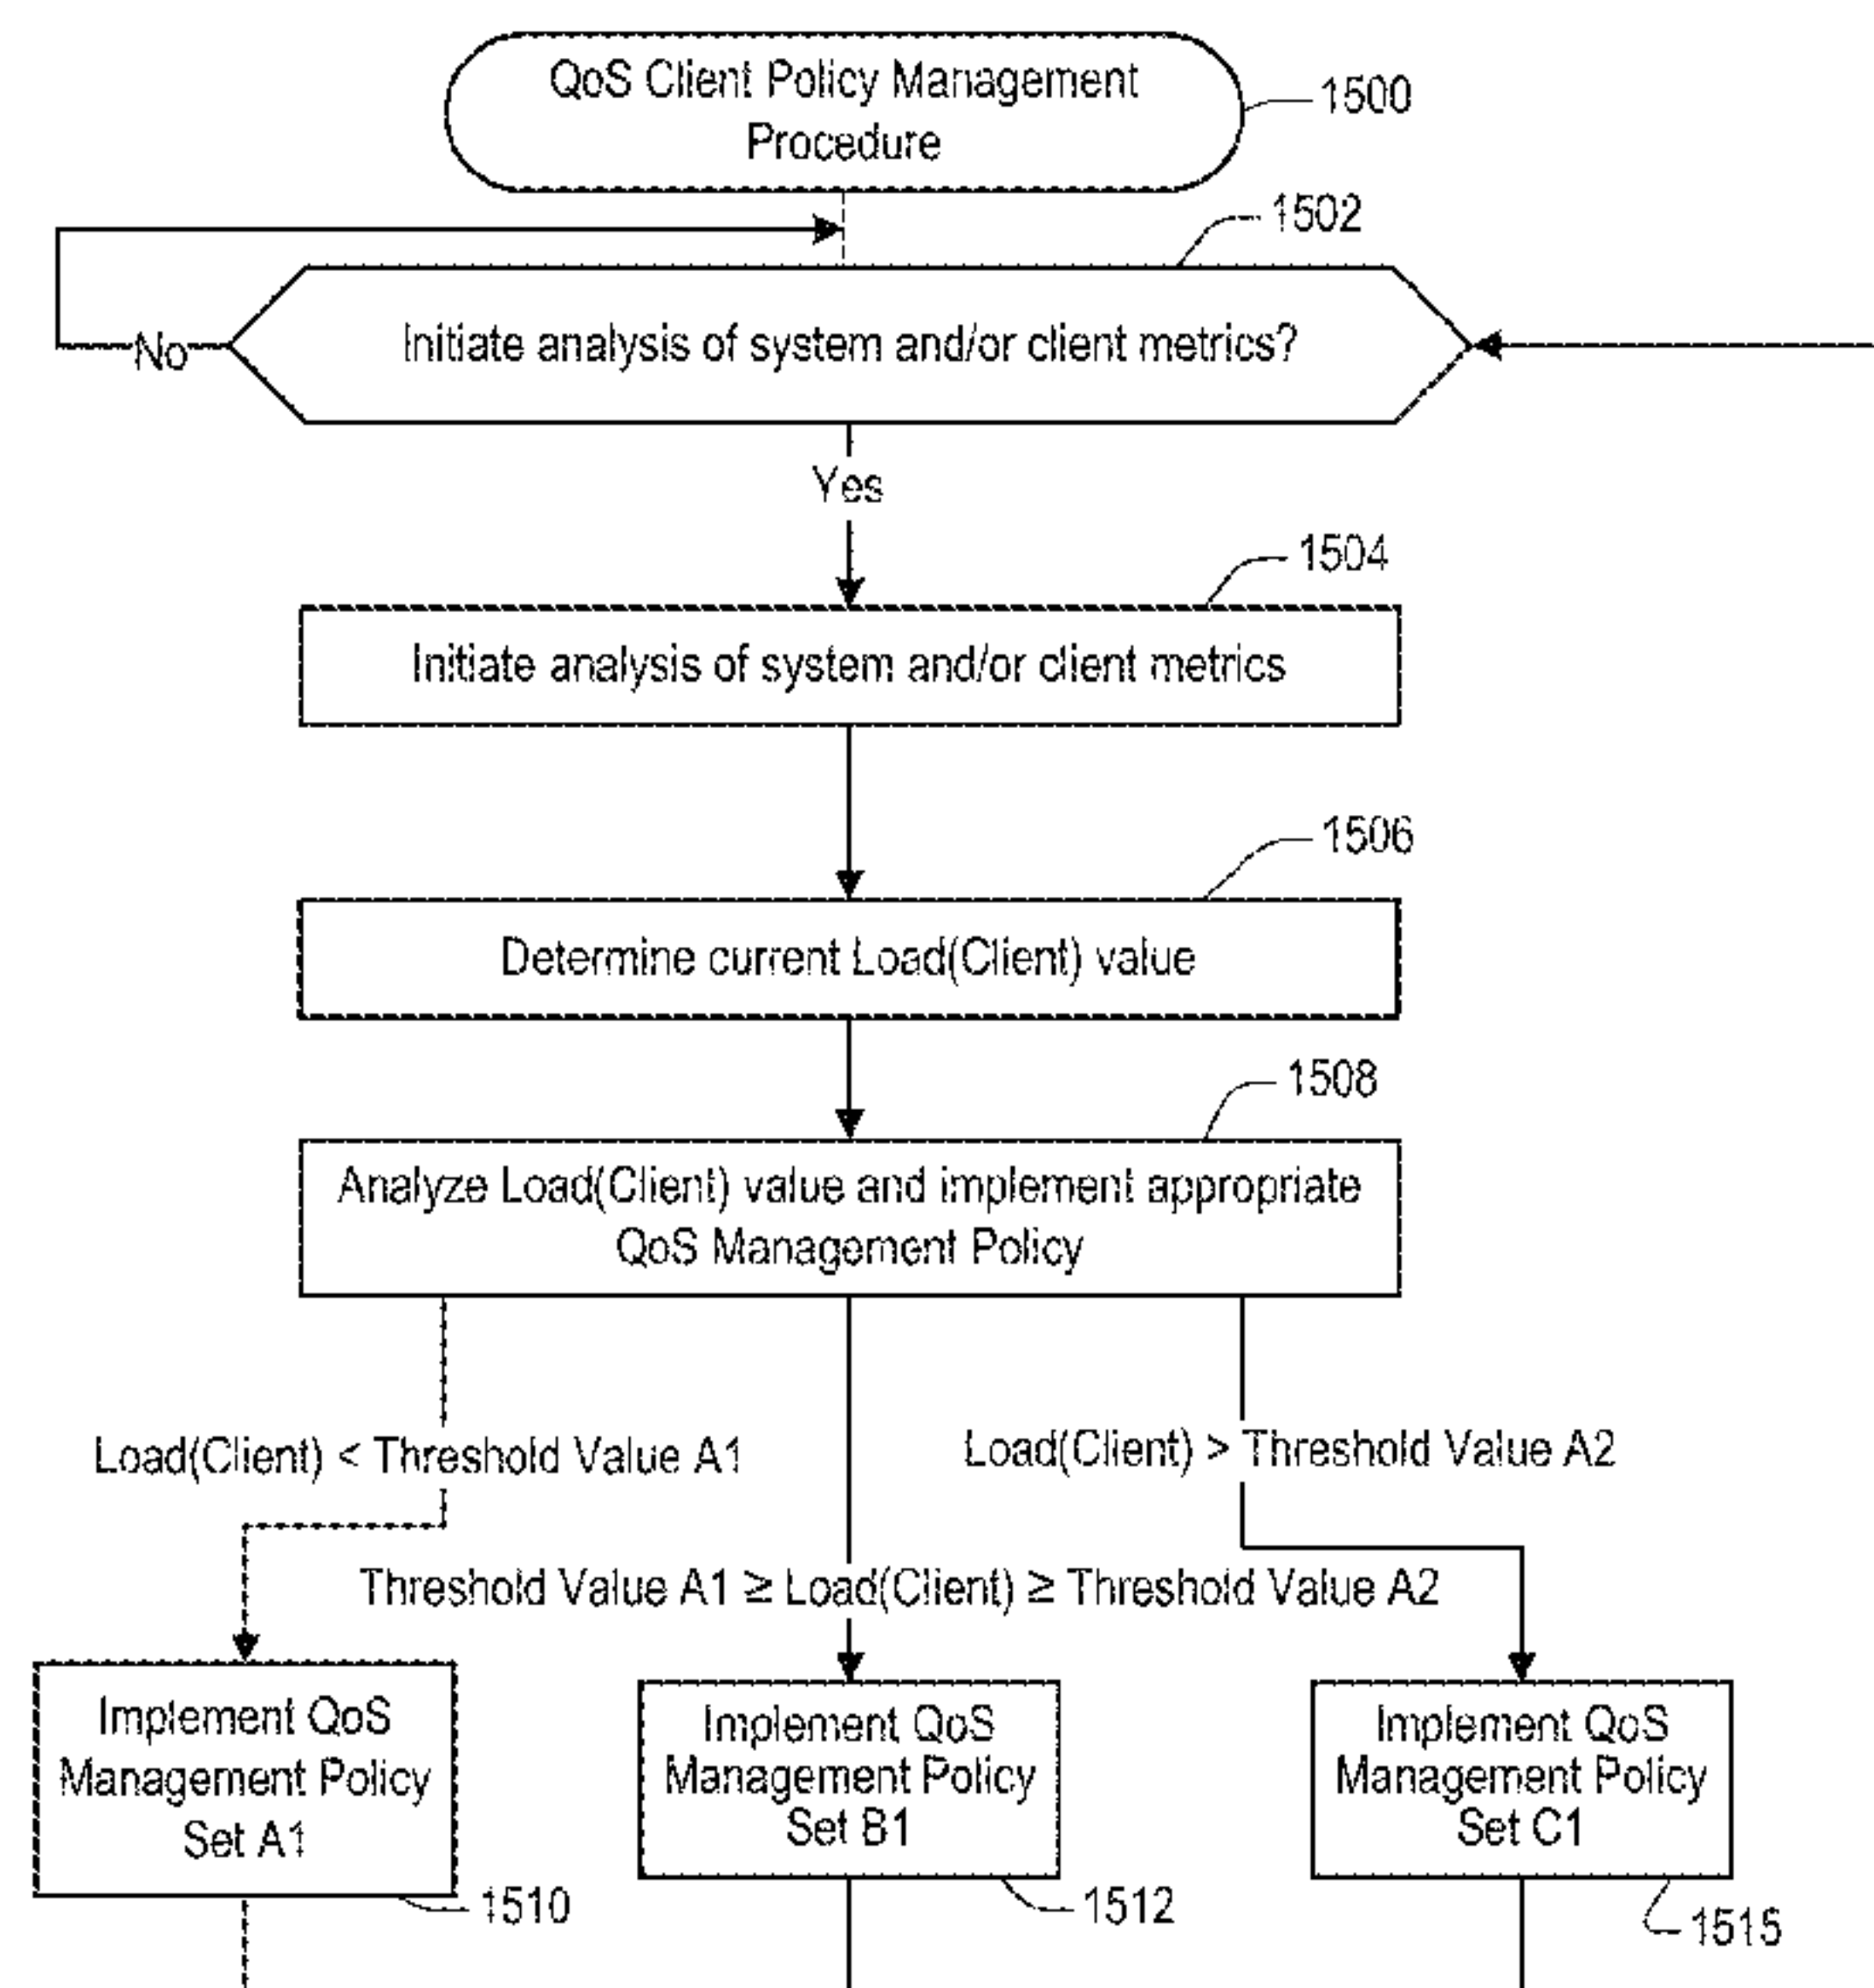 QoS Client Policy Management
Procedure
1500
1502
Initiate analysis of system and/or client metrics?
No
Yes
1504
Initiate analysis of system and/or client metrics
1506
Determine current Load(Client) value
1508
Analyze Load(Client) value and implement appropriate
QoS Management Policy
Load(Client) < Threshold Value A1
Load(Client) > Threshold Value A2
Threshold Value A1 ≥ Load(Client) ≥ Threshold Value A2
Implement QoS
Management Policy
Set A1
1510
Implement QoS
Management Policy
Set B1
1512
Implement QoS
Management Policy
Set C1
1515